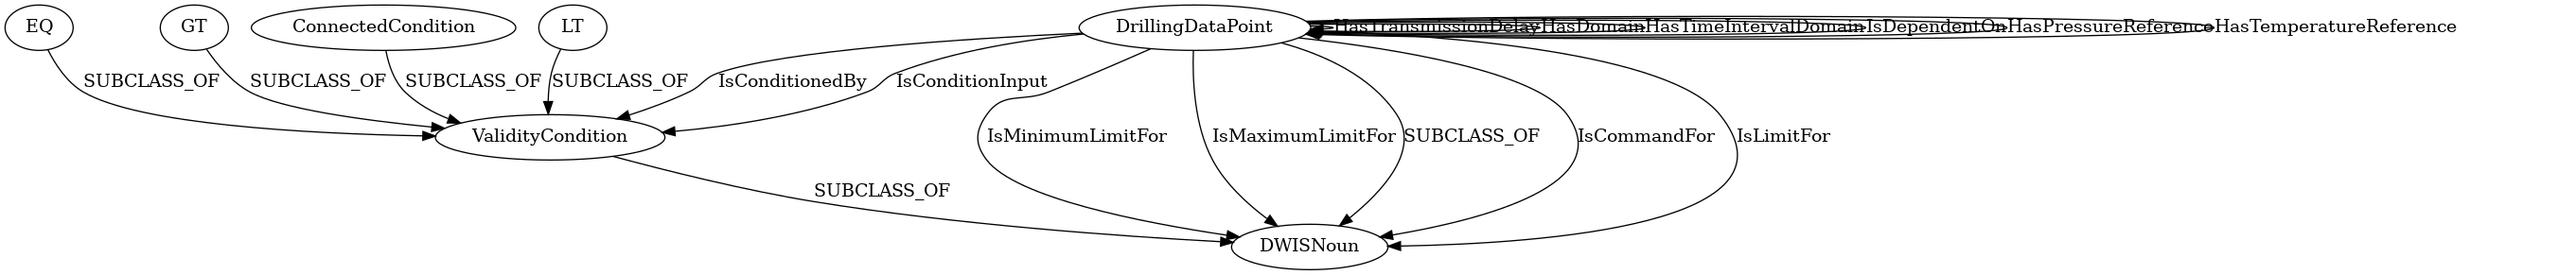 EQ
GT
ConnectedCondition
LT
DrillingDataPoint
HasTransmissionDelay
HasDomain
HasTimeIntervalDomain
IsDependentOn
HasPressureReference
HasTemperatureReference
SUBCLASS_OF
SUBCLASS_OF
SUBCLASS_OF
SUBCLASS_OF
IsConditionedBy
IsConditionInput
ValidityCondition
IsMinimumLimitFor
IsMaximumLimitFor
SUBCLASS_OF
IsCommandFor
IsLimitFor
SUBCLASS_OF
DWISNoun